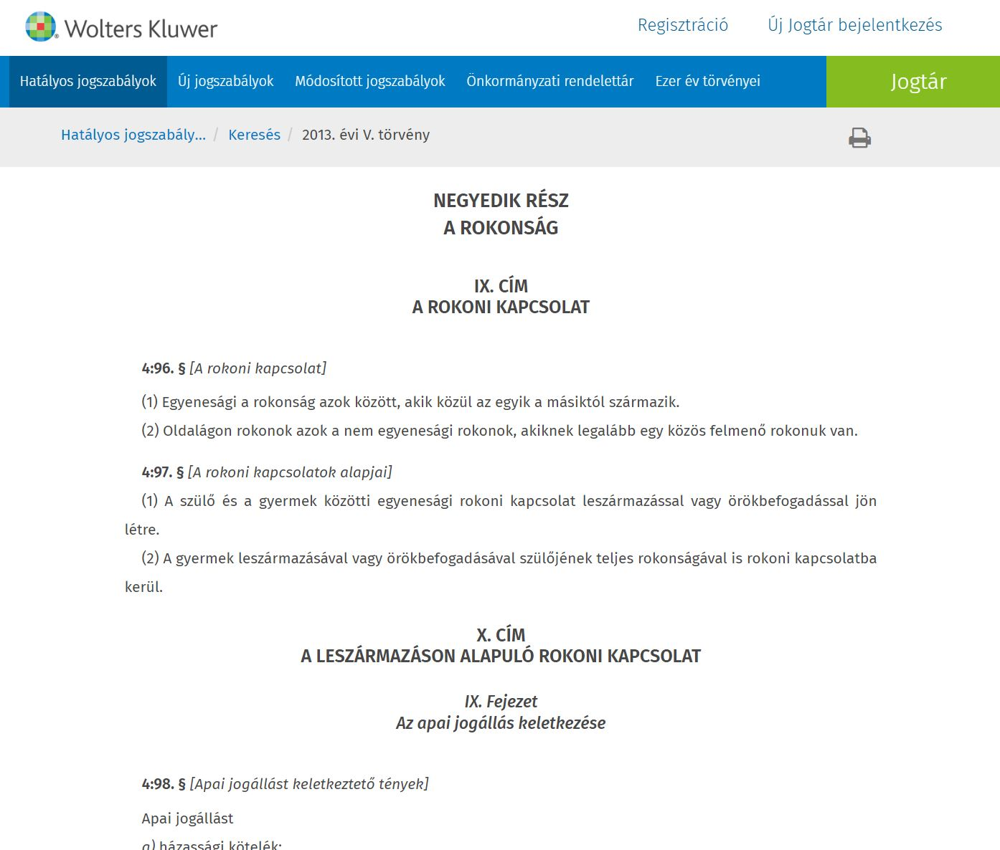 Wolters Kluwer
Regisztráció
Új Jogtár bejelentkezés
Hatályos jogszabályok
Új jogszabályok
Módosított jogszabályok
Önkormányzati rendelettár
Ezer év törvényei
Jogtár
Hatályos jogszabály... / Keresés / 2013. évi V. törvény
NEGYEDIK RÉSZ
A ROKONSÁG
IX. CÍM
A ROKONI KAPCSOLAT
4:96. § [A rokoni kapcsolat]
(1) Egyenesági a rokonság azok között, akik közül az egyik a másiktól származik.
(2) Oldalágon rokonok azok a nem egyenesági rokonok, akiknek legalább egy közös felmenő rokonuk van.
4:97. § [A rokoni kapcsolatok alapjai]
(1) A szülő és a gyermek közötti egyenesági rokoni kapcsolat leszármazással vagy örökbefogadással jön
létre.
(2) A gyermek leszármazásával vagy örökbefogadásával szülőjének teljes rokonságával is rokoni kapcsolatba
kerül.
X. CÍM
A LESZÁRMAZÁSON ALAPULÓ ROKONI KAPCSOLAT
IX. Fejezet
Az apai jogállás keletkezése
4:98. § [Apai jogállást keletkeztető tények]
Apai jogállást
a) házassági kötelék;